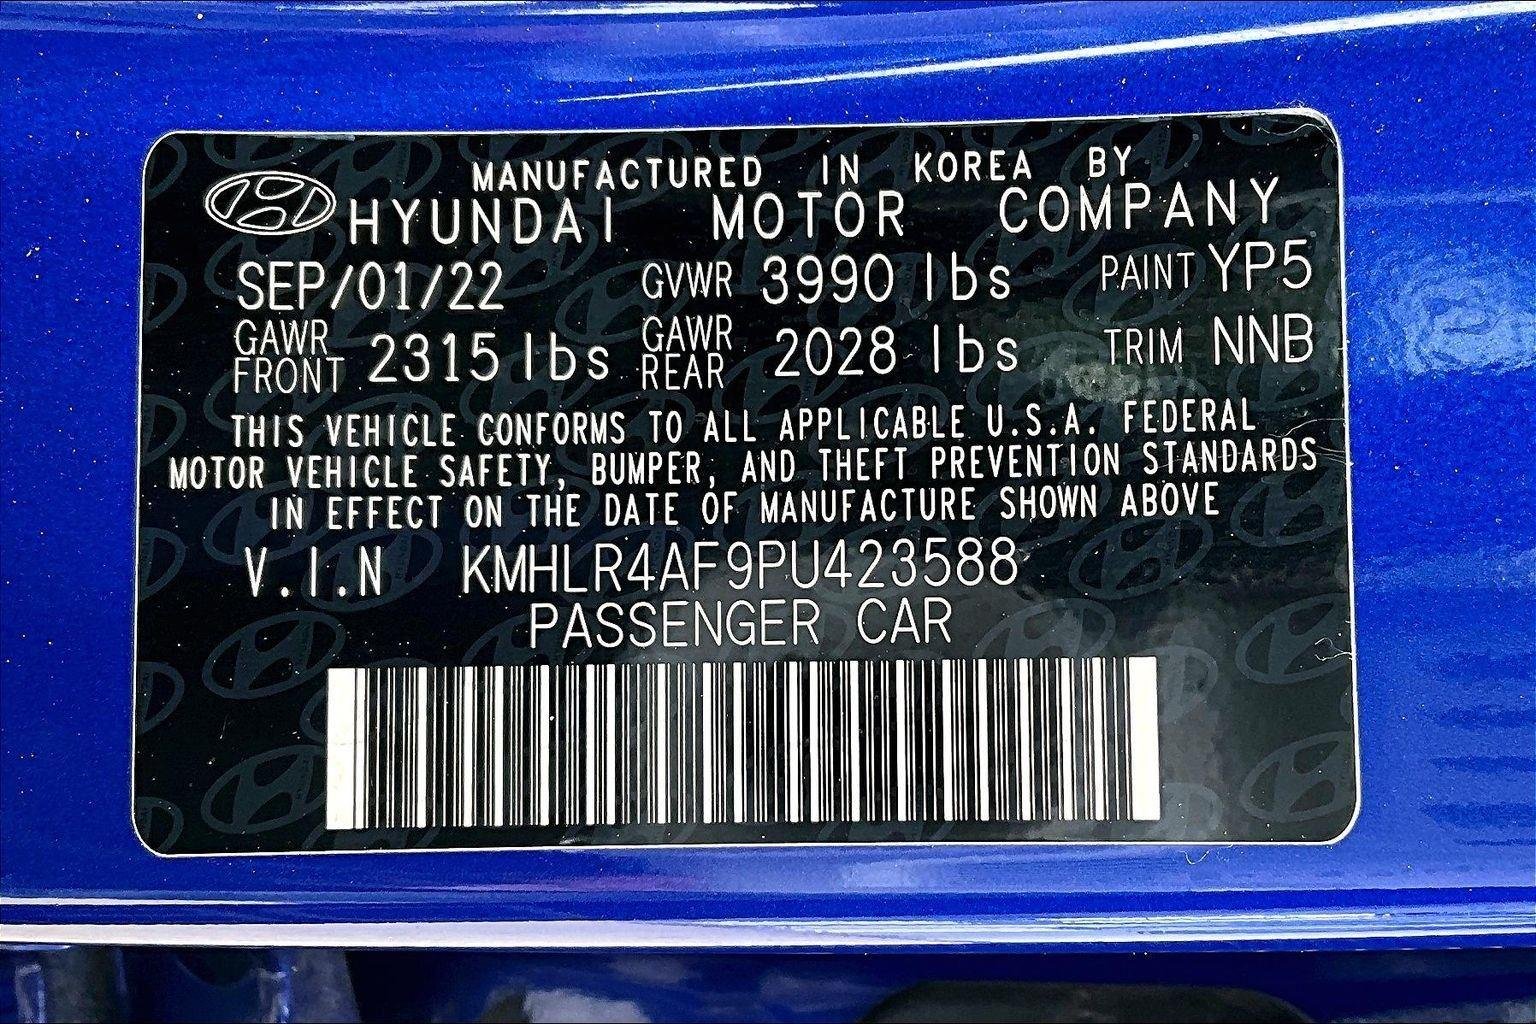 MANUFACTURED IN KOREA BY
HYUNDAI MOTOR COMPANY
SEP/01/22 GVWR 3990 lbs PAINT YP5
GAWR FRONT 2315 lbs GAWR REAR 2028 lbs TRIM NNB
THIS VEHICLE CONFORMS TO ALL APPLICABLE U.S.A. FEDERAL
MOTOR VEHICLE SAFETY, BUMPER, AND THEFT PREVENTION STANDARDS
IN EFFECT ON THE DATE OF MANUFACTURE SHOWN ABOVE
V.I.N KMHLR4AF9PU423588
PASSENGER CAR